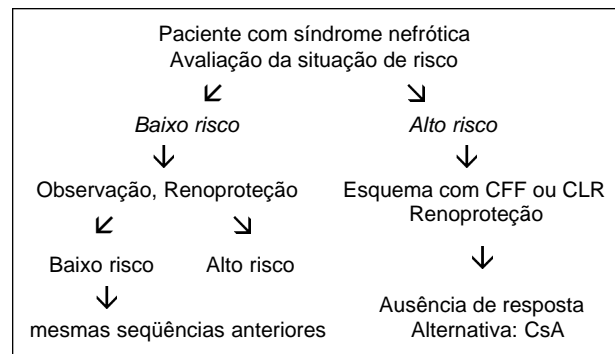 Paciente com síndrome nefrótica
Avaliação da situação de risco
Baixo risco
Alto risco
Observação, Renoproteção
Esquema com CFF ou CLR
Renoproteção
Baixo risco
Alto risco
mesmas seqüências anteriores
Ausência de resposta
Alternativa: CsA